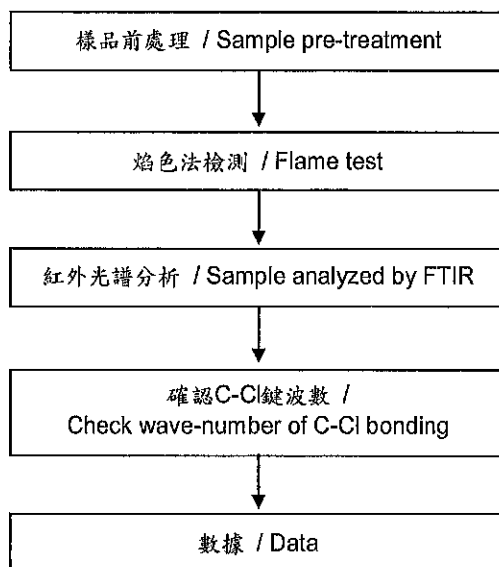 樣品前處理 / Sample pre-treatment
焰色法檢測 / Flame test
紅外光譜分析 / Sample analyzed by FTIR
確認C-Cl鍵波數 /
Check wave-number of C-Cl bonding
數據 / Data